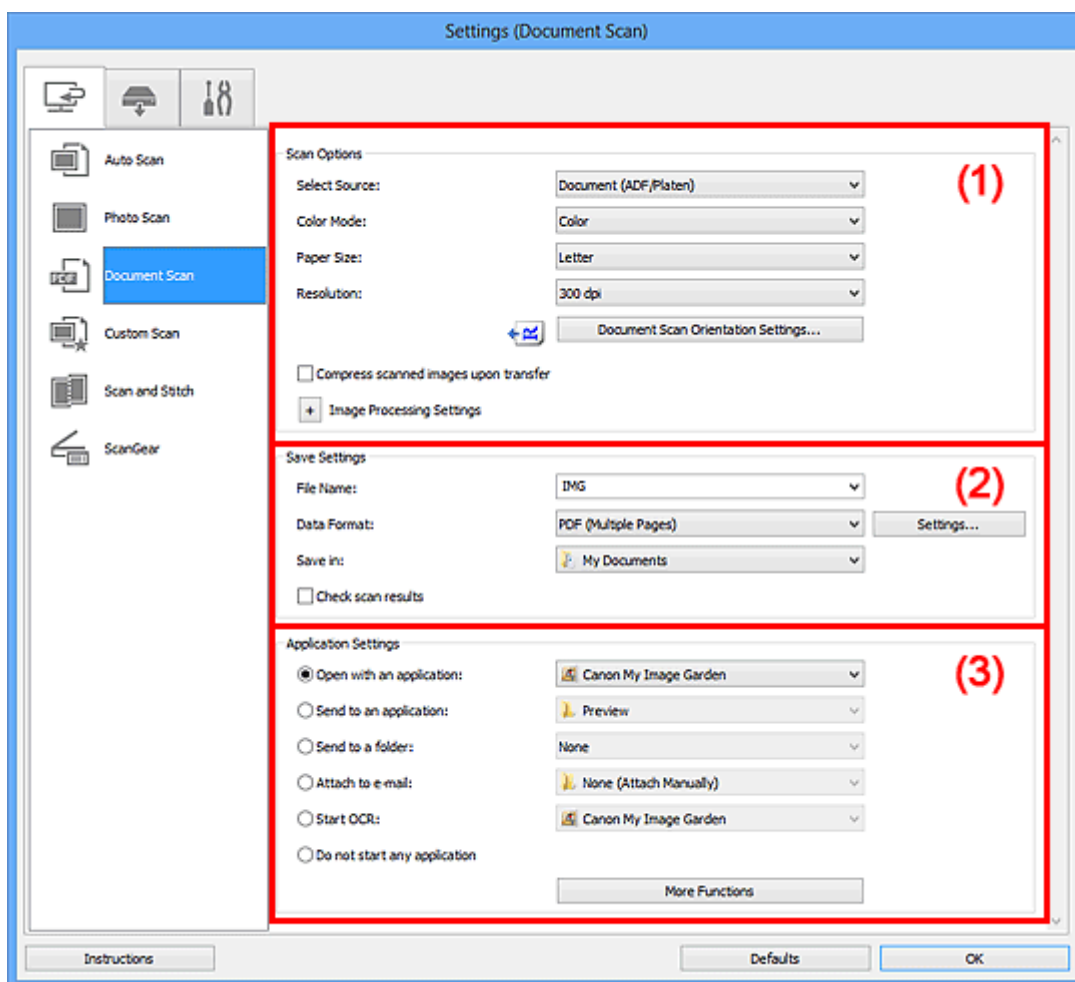 Settings (Document Scan)
Auto Scan
Photo Scan
PDF
Document Scan
Custom Scan
Scan and Stitch
ScanGear
Scan Options
(1)
Select Source: Document (ADF/Platen)
Color Mode: Color
Paper Size: Letter
Resolution: 300 dpi
R Document Scan Orientation Settings...
Compress scanned images upon transfer
+ Image Processing Settings
Save Settings
(2)
File Name: IMG
Data Format: PDF (Multiple Pages) Settings...
Save in: My Documents
Check scan results
Application Settings
(3)
Open with an application: Canon My Image Garden
Send to an application: Preview
Send to a folder: None
Attach to e-mail: None (Attach Manually)
Start OCR: Canon My Image Garden
Do not start any application
More Functions
Instructions Defaults OK